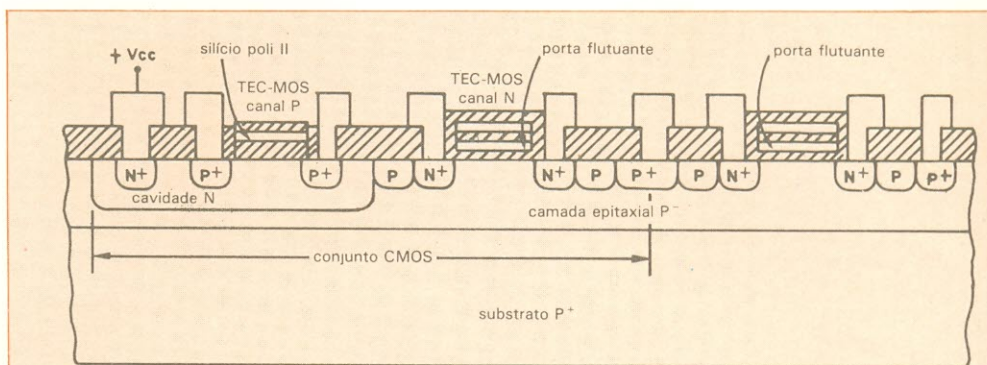 + Vcc
silício poli II
TEC-MOS
canal P
porta flutuante
TEC-MOS
canal N
porta flutuante
N+ P+ P+ P N+ N+ P P+ P N+ N+ P P+
cavidade N
camada epitaxial P⁻
conjunto CMOS
substrato P⁺